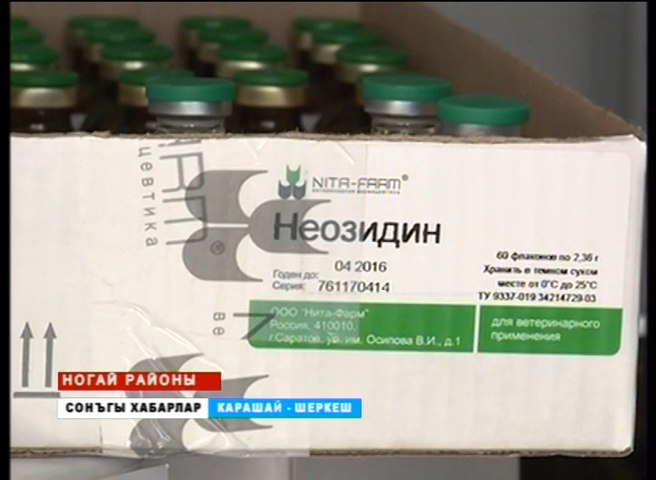 NITA-FARM®
Неозидин
Годен до: 04 2016
Серия: 761170414
60 флаконов по 2,36 г
Хранить в темном сухом
месте от 0°C до 25°C
ТУ 9337-019 34214729-03
ООО "Нита-Фарм"
Россия, 410010,
г.Саратов, ул. им. Осипова В.И., д.1
для ветеринарного
применения
цевтика
ве
НОГАЙ РАЙОНЫ
СОНЪГЫ ХАБАРЛАР
КАРАШАЙ - ШЕРКЕШ